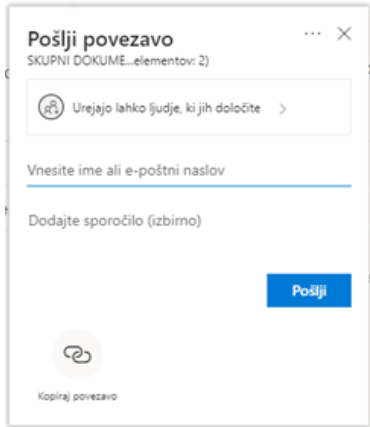 Pošlji povezavo
SKUPNI DOKUME...elementov: 2)
Urejajo lahko ljudje, ki jih določite
Vnesite ime ali e-poštni naslov
Dodajte sporočilo (izbirno)
Pošlji
Kopiraj povezavo